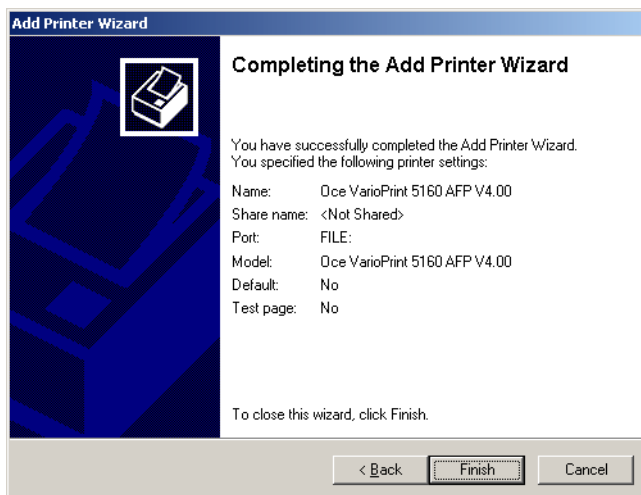 Add Printer Wizard
Completing the Add Printer Wizard
You have successfully completed the Add Printer Wizard.
You specified the following printer settings:
Name: Oce VarioPrint 5160 AFP V4.00
Share name: <Not Shared>
Port: FILE:
Model: Oce VarioPrint 5160 AFP V4.00
Default: No
Test page: No
To close this wizard, click Finish.
< Back Finish Cancel